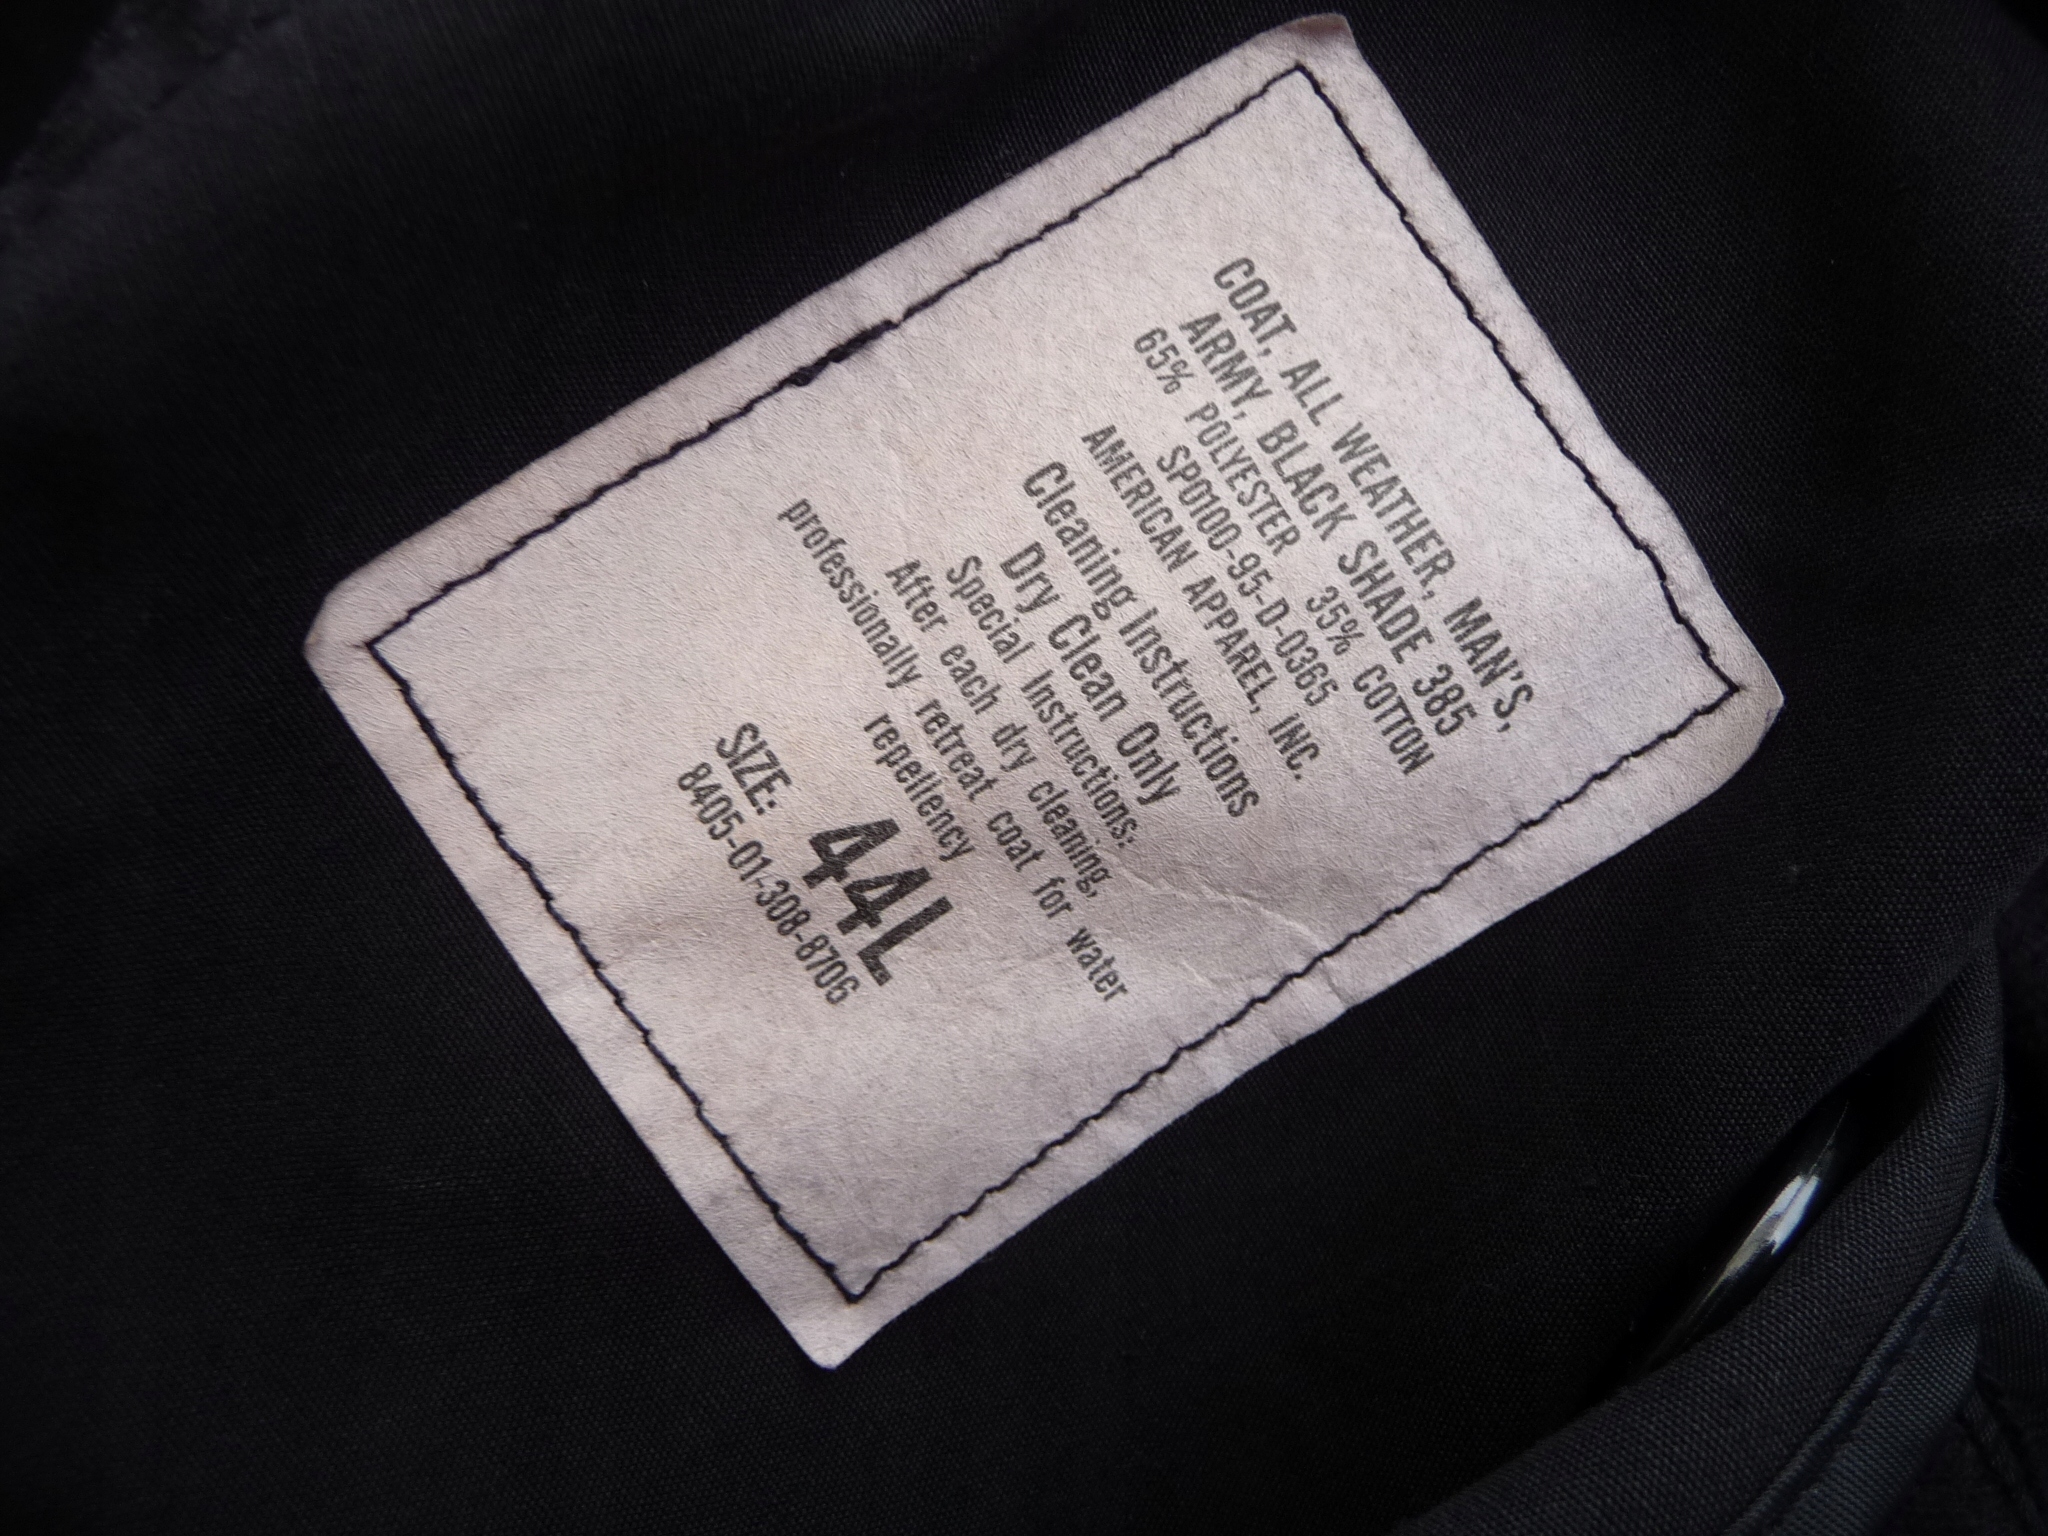 COAT, ALL WEATHER, MAN'S,
ARMY, BLACK SHADE 385
65% POLYESTER 35% COTTON
SPO100-95-D-0365
AMERICAN APPAREL, INC.
Cleaning Instructions
Dry Clean Only
Special Instructions:
After each dry cleaning,
professionally retreat coat for water
repellency
SIZE: 44L
8405-01-308-8706